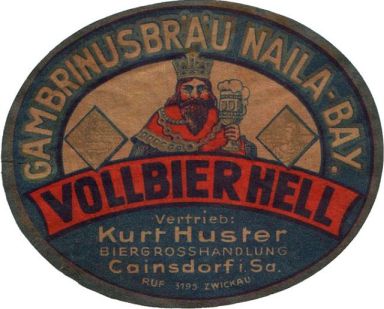 GAMBRINUSBRÄU NAILA-BAY.
VOLLBIER HELL
Vertrieb:
Kurt Huster
BIERGROSSHANDLUNG
Cainsdorf i. Sa.
RUF 3195 ZWICKAU